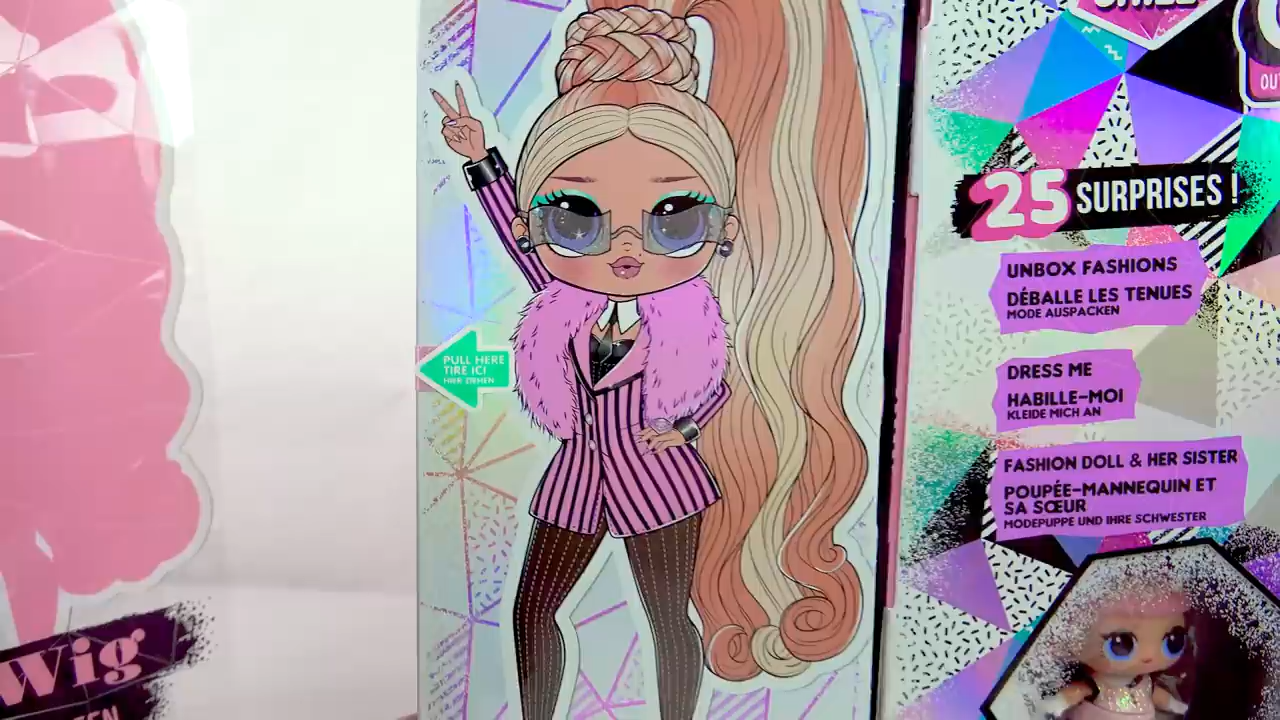 Wig
PULL HERE
TIRE ICI
HIER ZIEHEN
25 SURPRISES !
UNBOX FASHIONS
DÉBALLE LES TENUES
MODE AUSPACKEN
DRESS ME
HABILLE-MOI
KLEIDE MICH AN
FASHION DOLL & HER SISTER
POUPÉE-MANNEQUIN ET
SA SŒUR
MODEPUPPE UND IHRE SCHWESTER